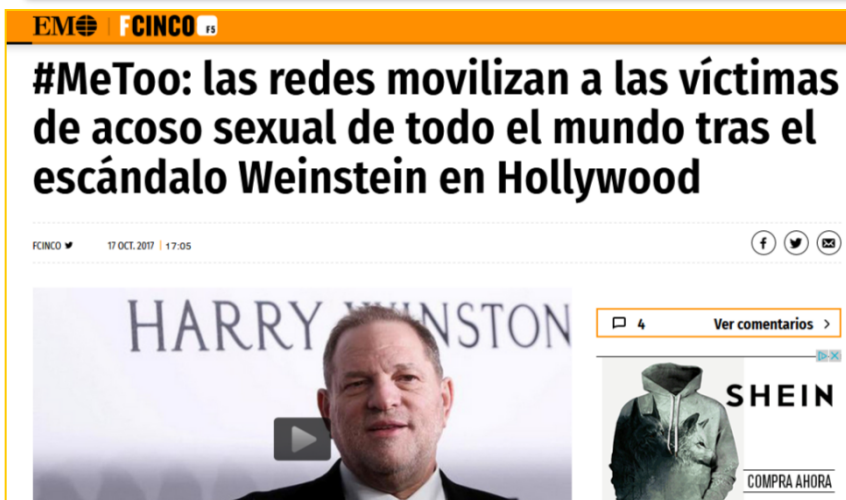 EM
FCINCO F5
#MeToo: las redes movilizan a las víctimas
de acoso sexual de todo el mundo tras el
escándalo Weinstein en Hollywood
FCINCO
17 OCT. 2017 | 17:05
HARRY WINSTON
4
Ver comentarios
SHEIN
COMPRA AHORA